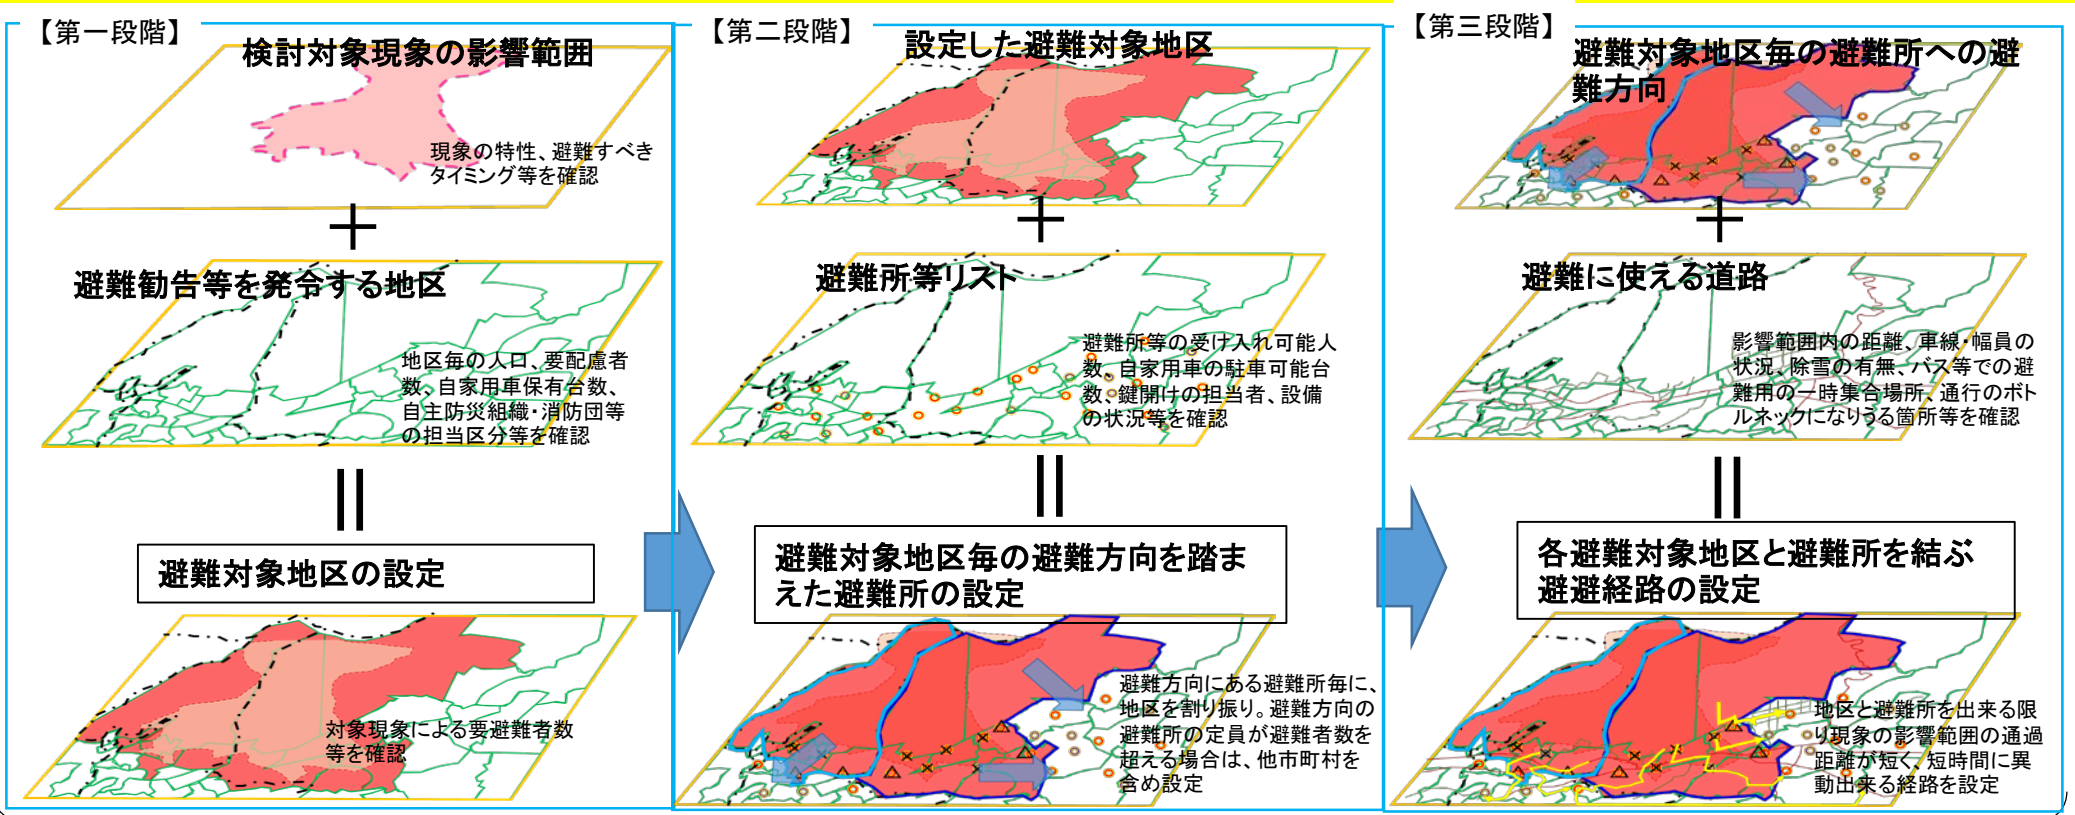 【第一段階】
検討対象現象の影響範囲
現象の特性、避難すべき
タイミング等を確認
＋
避難勧告等を発令する地区
地区毎の人口、要配慮者
数、自家用車保有台数、
自主防災組織・消防団等
の担当区分等を確認
避難対象地区の設定
対象現象による要避難者数
等を確認
【第二段階】
設定した避難対象地区
＋
避難所等リスト
避難所等の受け入れ可能人
数、自家用車の駐車可能台
数、鍵開けの担当者、設備
の状況等を確認
避難対象地区毎の避難方向を踏ま
えた避難所の設定
避難方向にある避難所毎に、
地区を割り振り。避難方向の
避難所の定員が避難者数を
超える場合は、他市町村を
含め設定
【第三段階】
避難対象地区毎の避難所への避
難方向
＋
避難に使える道路
影響範囲内の距離、車線・幅員の
状況、除雪の有無、バス等での避
難用の一時集合場所、通行のボト
ルネックになりうる箇所等を確認
各避難対象地区と避難所を結ぶ
避避経路の設定
地区と避難所を出来る限
り現象の影響範囲の通過
距離が短く、短時間に異
動出来る経路を設定